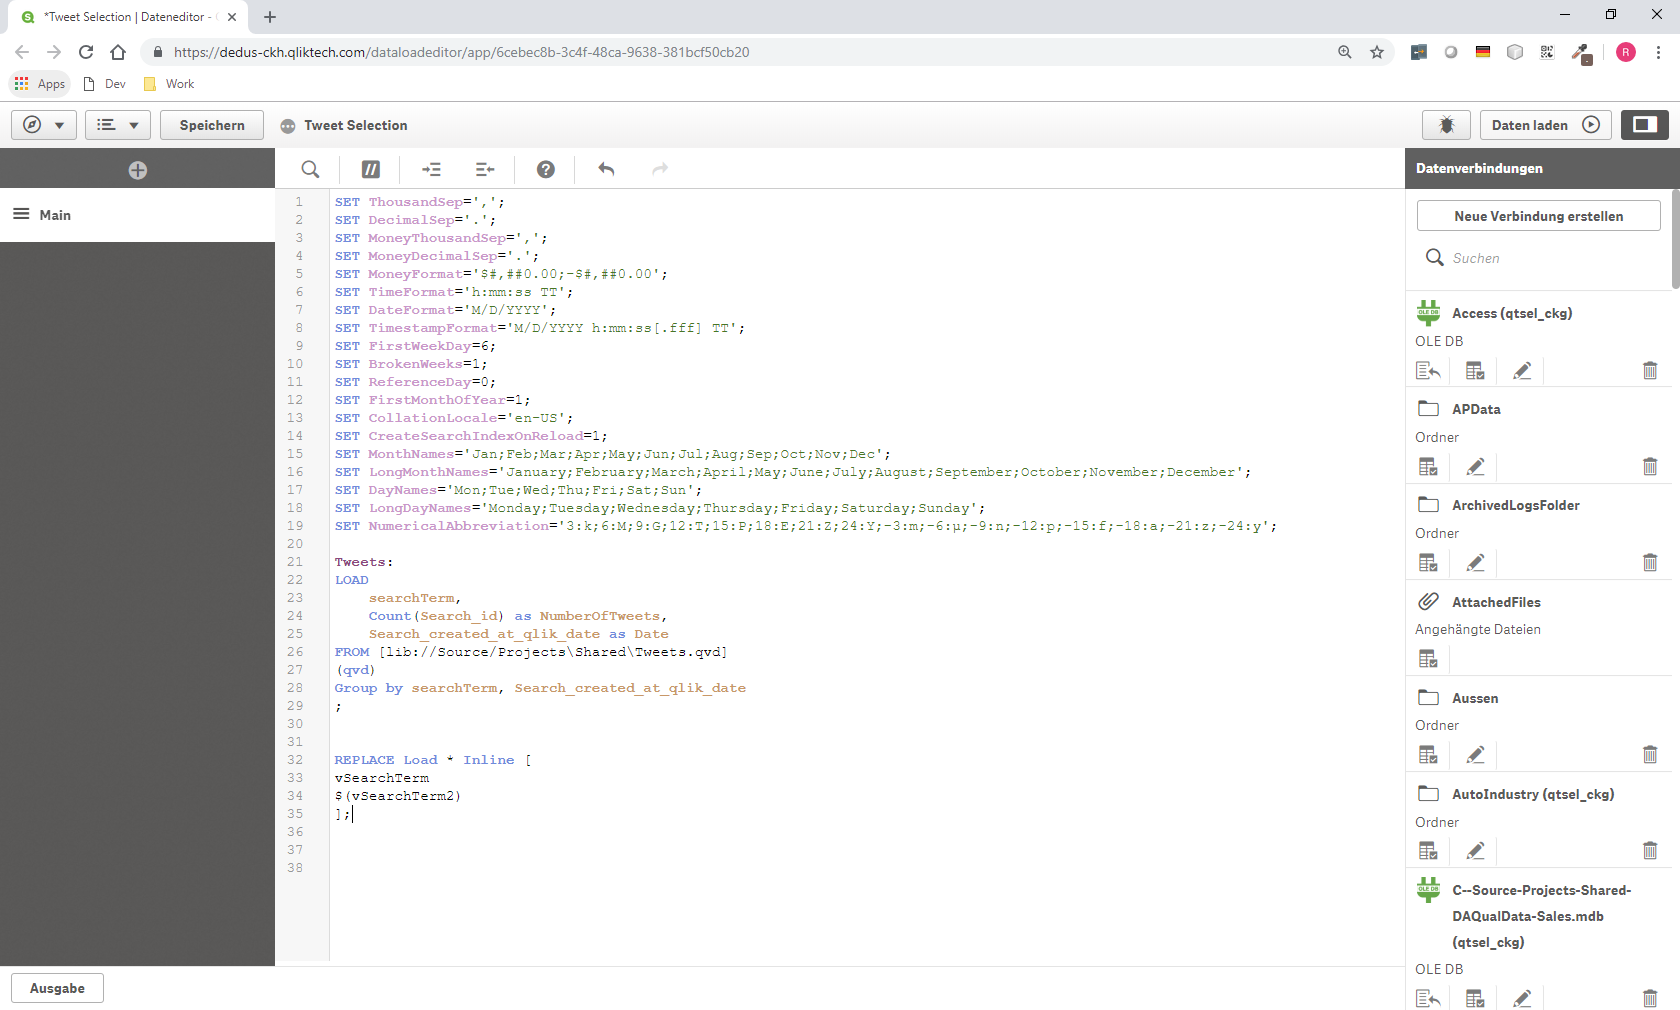 *Tweet Selection | Dateneditor -
https://dedus-ckh.qliktech.com/dataloadeditor/app/6cebec8b-3c4f-48ca-9638-381bcf50cb20
R
Apps
Dev
Work
Speichern
Tweet Selection
Daten laden
Main
//
?
1 SET ThousandSep=',';
2 SET DecimalSep='.';
3 SET MoneyThousandSep=',';
4 SET MoneyDecimalSep='.';
5 SET MoneyFormat='$#,##0.00;-$#,##0.00';
6 SET TimeFormat='h:mm:ss TT';
7 SET DateFormat='M/D/YYYY';
8 SET TimestampFormat='M/D/YYYY h:mm:ss[.fff] TT';
9 SET FirstWeekDay=6;
10 SET BrokenWeeks=1;
11 SET ReferenceDay=0;
12 SET FirstMonthOfYear=1;
13 SET CollationLocale='en-US';
14 SET CreateSearchIndexOnReload=1;
15 SET MonthNames='Jan;Feb;Mar;Apr;May;Jun;Jul;Aug;Sep;Oct;Nov;Dec';
16 SET LongMonthNames='January;February;March;April;May;June;July;August;September;October;November;December';
17 SET DayNames='Mon;Tue;Wed;Thu;Fri;Sat;Sun';
18 SET LongDayNames='Monday;Tuesday;Wednesday;Thursday;Friday;Saturday;Sunday';
19 SET NumericalAbbreviation='3:k;6:M;9:G;12:T;15:P;18:E;21:Z;24:Y;-3:m;-6:µ;-9:n;-12:p;-15:f;-18:a;-21:z;-24:y';
20
21 Tweets:
22 LOAD
23 searchTerm,
24 Count(Search_id) as NumberOfTweets,
25 Search_created_at_qlik_date as Date
26 FROM [lib://Source/Projects\Shared\Tweets.qvd]
27 (qvd)
28 Group by searchTerm, Search_created_at_qlik_date
29 ;
30
31
32 REPLACE Load * Inline [
33 vSearchTerm
34 $(vSearchTerm2)
35 ];
36
37
38
Datenverbindungen
Neue Verbindung erstellen
Suchen
OLE DB
Access (qtsel_ckg)
OLE DB
APData
Ordner
ArchivedLogsFolder
Ordner
AttachedFiles
Angehängte Dateien
Aussen
Ordner
AutoIndustry (qtsel_ckg)
Ordner
OLE DB
C--Source-Projects-Shared-
DAQualData-Sales.mdb
(qtsel_ckg)
OLE DB
Ausgabe